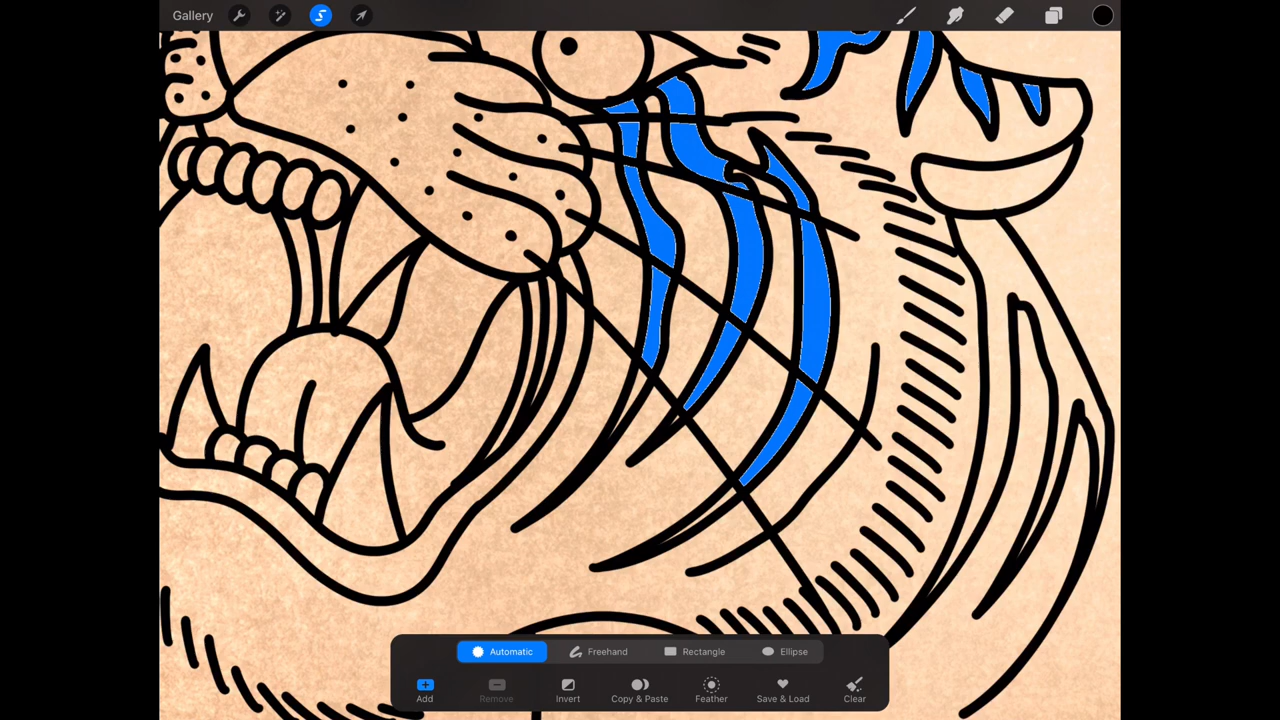 Gallery
Automatic Freehand Rectangle Ellipse
Add Remove Invert Copy & Paste Feather Save & Load Clear